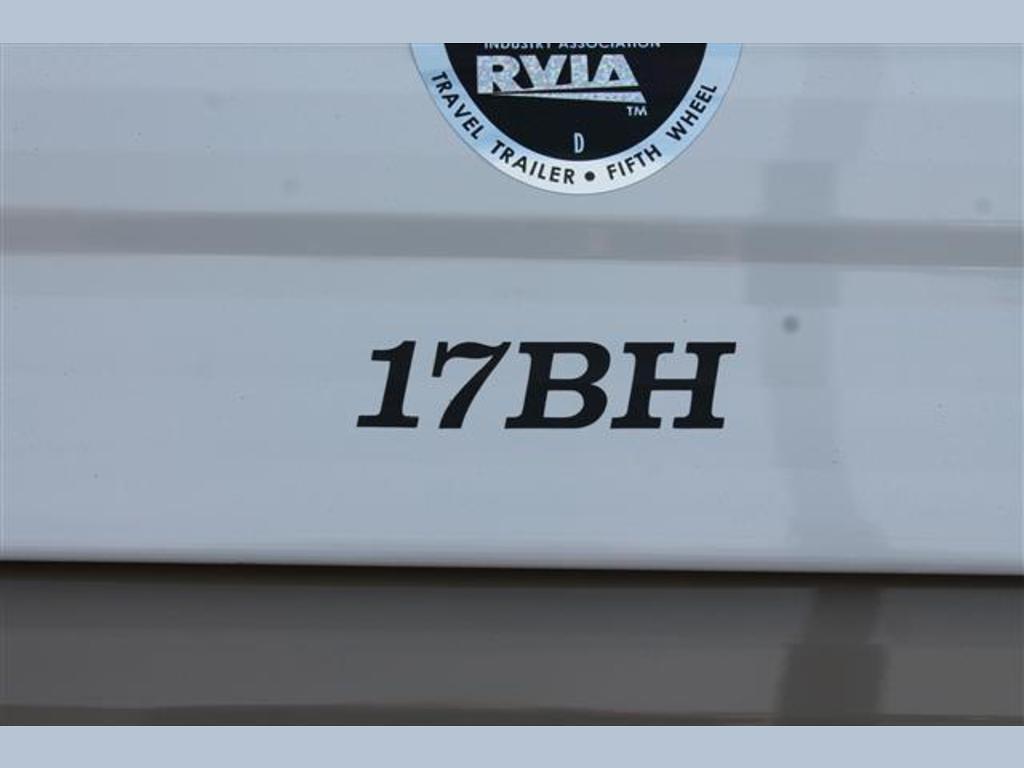 INDUSTRY ASSOCIATION
RVIA
TM
D
TRAVEL TRAILER • FIFTH WHEEL
17BH